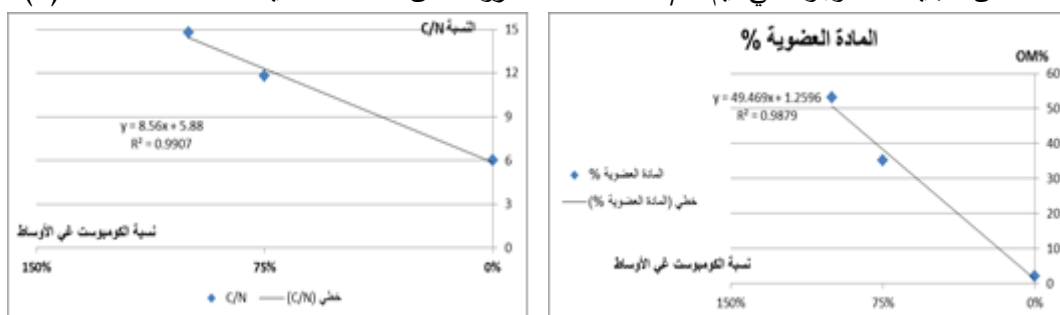 المادة العضوية %
OM%
60
50
40
30
20
10
0
y = 49.469x + 1.2596
R² = 0.9879
المادة العضوية %
خطي (المادة العضوية %)
نسبة الكومبوست في الأوساط
150%
75%
0%
النسبة C/N
15
12
9
6
3
0
y = 8.56x + 5.88
R² = 0.9907
نسبة الكومبوست في الأوساط
150%
75%
0%
C/N
خطي (C/N)